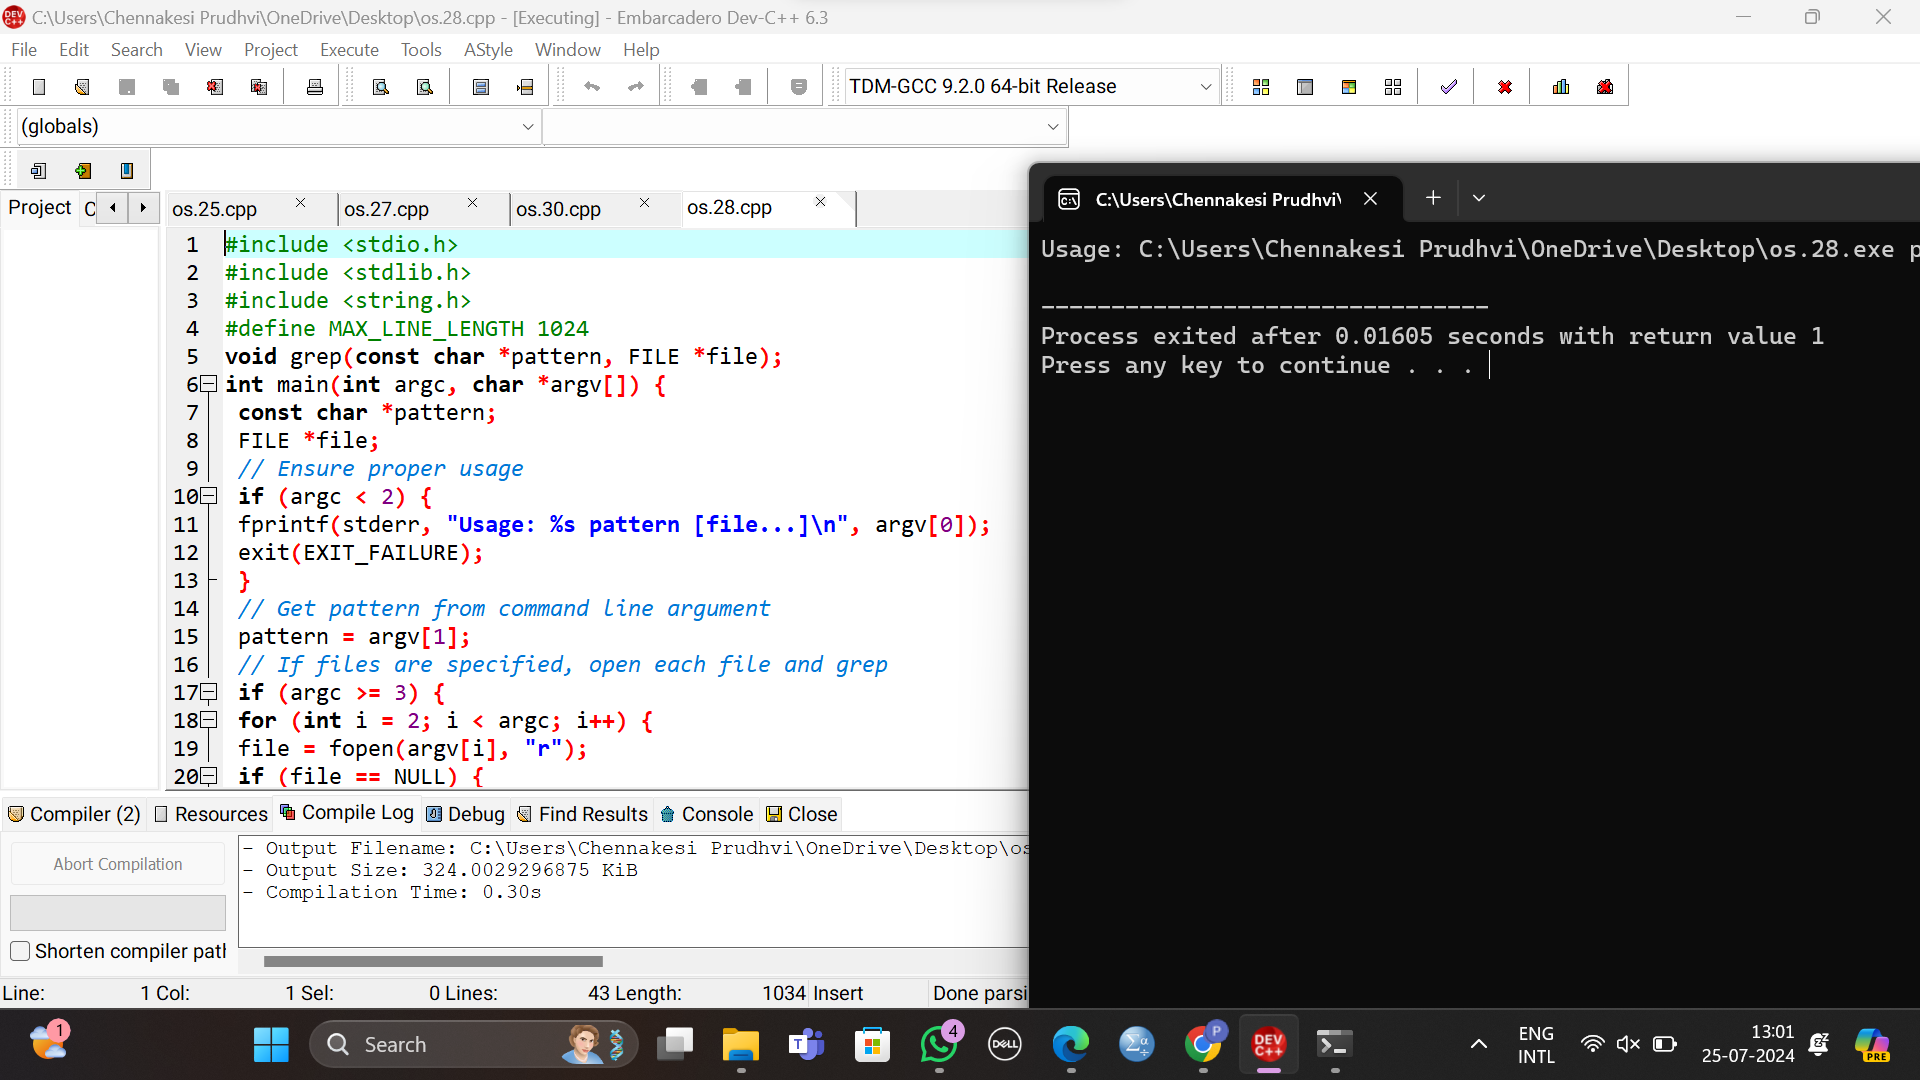 C:\Users\Chennakesi Prudhvi\OneDrive\Desktop\os.28.cpp - [Executing] - Embarcadero Dev-C++ 6.3
File Edit Search View Project Execute Tools AStyle Window Help
TDM-GCC 9.2.0 64-bit Release
(globals)
Project C
os.25.cpp os.27.cpp os.30.cpp os.28.cpp
1 #include <stdio.h>
2 #include <stdlib.h>
3 #include <string.h>
4 #define MAX_LINE_LENGTH 1024
5 void grep(const char *pattern, FILE *file);
6 int main(int argc, char *argv[]) {
7 const char *pattern;
8 FILE *file;
9 // Ensure proper usage
10 if (argc < 2) {
11 fprintf(stderr, "Usage: %s pattern [file...]\n", argv[0]);
12 exit(EXIT_FAILURE);
13 }
14 // Get pattern from command line argument
15 pattern = argv[1];
16 // If files are specified, open each file and grep
17 if (argc >= 3) {
18 for (int i = 2; i < argc; i++) {
19 file = fopen(argv[i], "r");
20 if (file == NULL) {
C:\Users\Chennakesi Prudhvi\
Usage: C:\Users\Chennakesi Prudhvi\OneDrive\Desktop\os.28.exe p
--------------------------------
Process exited after 0.01605 seconds with return value 1
Press any key to continue . . .
Compiler (2) Resources Compile Log Debug Find Results Console Close
Abort Compilation
Shorten compiler path
- Output Filename: C:\Users\Chennakesi Prudhvi\OneDrive\Desktop\os
- Output Size: 324.0029296875 KiB
- Compilation Time: 0.30s
Line: 1 Col: 1 Sel: 0 Lines: 43 Length: 1034 Insert Done parsi
1
Search
T
4
DELL
P
DEV
C++
ENG
INTL
13:01
25-07-2024
PRE